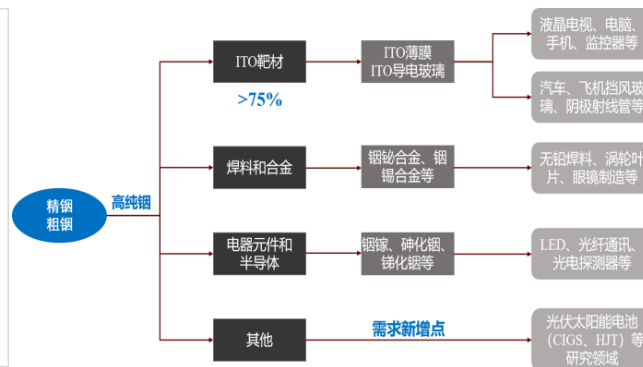 精铟
粗铟
高纯铟
ITO靶材
>75%
ITO薄膜
ITO导电玻璃
液晶电视、电脑、
手机、监控器等
汽车、飞机挡风玻
璃、阴极射线管等
焊料和合金
铟铋合金、铟
锡合金等
无铅焊料、涡轮叶
片、眼镜制造等
电器元件和
半导体
铟镓、砷化铟、
锑化铟等
LED、光纤通讯、
光电探测器等
其他
需求新增点
光伏太阳能电池
（CIGS、HJT）等
研究领域